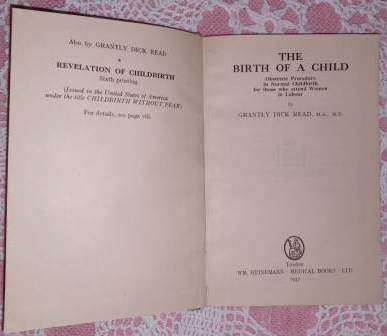 Also by GRANTLY DICK READ
REVELATION OF CHILDBIRTH
Sixth printing
(Issued in the United States of America
under the title CHILDBIRTH WITHOUT FEAR)
For details, see page viii.
THE
BIRTH OF A CHILD
Obstetric Procedure
in Normal Childbirth
for those who attend Women
in Labour
by
GRANTLY DICK READ, M.A., M.D.
London
WM. HEINEMANN · MEDICAL BOOKS · LTD
1947